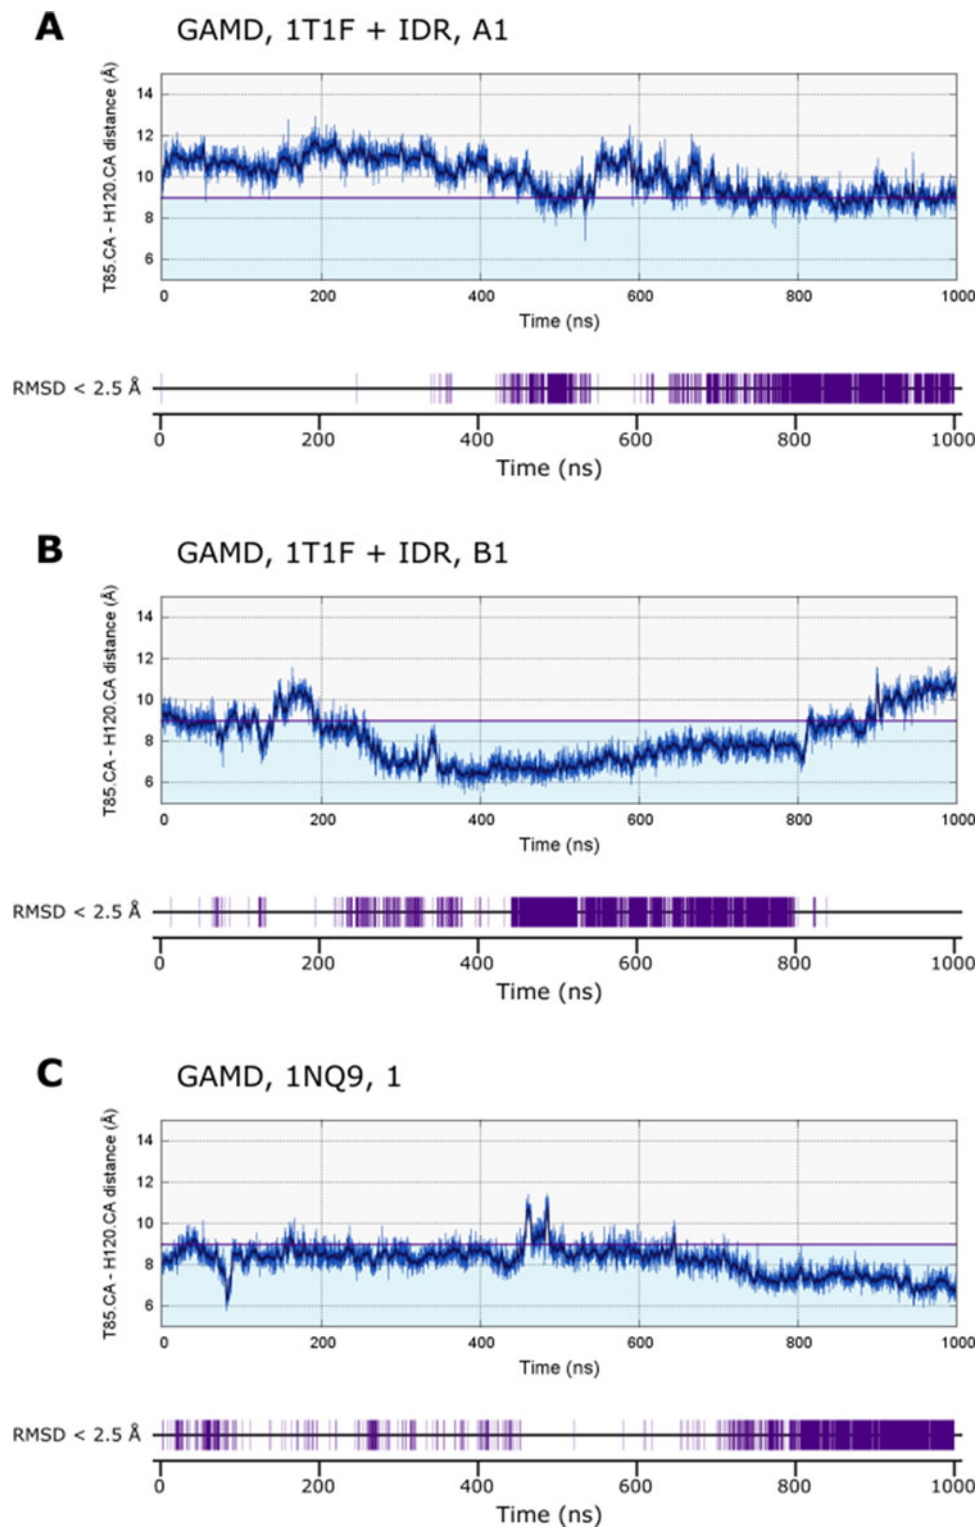 A GAMD, 1T1F + IDR, A1
T85.CA - H120.CA distance (Å)
14
12
10
8
6
0 200 400 600 800 1000
Time (ns)
RMSD < 2.5 Å
0 200 400 600 800 1000
Time (ns)
B GAMD, 1T1F + IDR, B1
T85.CA - H120.CA distance (Å)
14
12
10
8
6
0 200 400 600 800 1000
Time (ns)
RMSD < 2.5 Å
0 200 400 600 800 1000
Time (ns)
C GAMD, 1NQ9, 1
T85.CA - H120.CA distance (Å)
14
12
10
8
6
0 200 400 600 800 1000
Time (ns)
RMSD < 2.5 Å
0 200 400 600 800 1000
Time (ns)